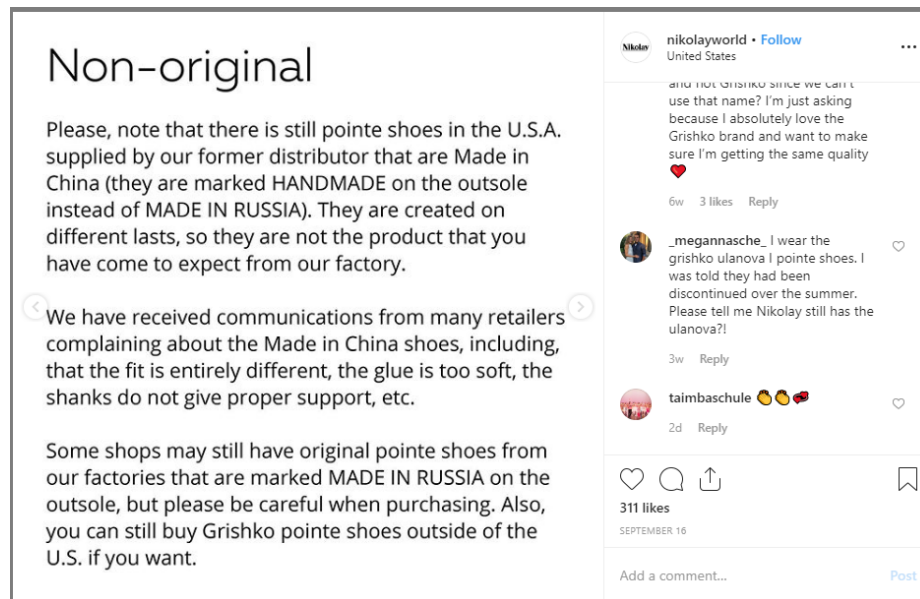 Non-original
Please, note that there is still pointe shoes in the U.S.A.
supplied by our former distributor that are Made in
China (they are marked HANDMADE on the outsole
instead of MADE IN RUSSIA). They are created on
different lasts, so they are not the product that you
have come to expect from our factory.
We have received communications from many retailers
complaining about the Made in China shoes, including,
that the fit is entirely different, the glue is too soft, the
shanks do not give proper support, etc.
Some shops may still have original pointe shoes from
our factories that are marked MADE IN RUSSIA on the
outsole, but please be careful when purchasing. Also,
you can still buy Grishko pointe shoes outside of the
U.S. if you want.
Nikolay
nikolayworld • Follow
United States
and not Grishko since we can't
use that name? I'm just asking
because I absolutely love the
Grishko brand and want to make
sure I'm getting the same quality
❤️
6w 3 likes Reply
_megannasche_ I wear the
grishko ulanova I pointe shoes. I
was told they had been
discontinued over the summer.
Please tell me Nikolay still has the
ulanova?!
3w Reply
taimbaschule 👏👏💞
2d Reply
311 likes
SEPTEMBER 16
Add a comment... Post